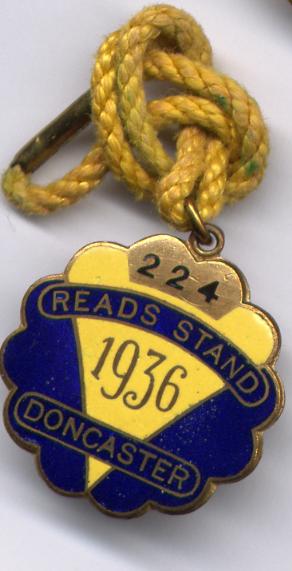 224
READS STAND
1936
DONCASTER